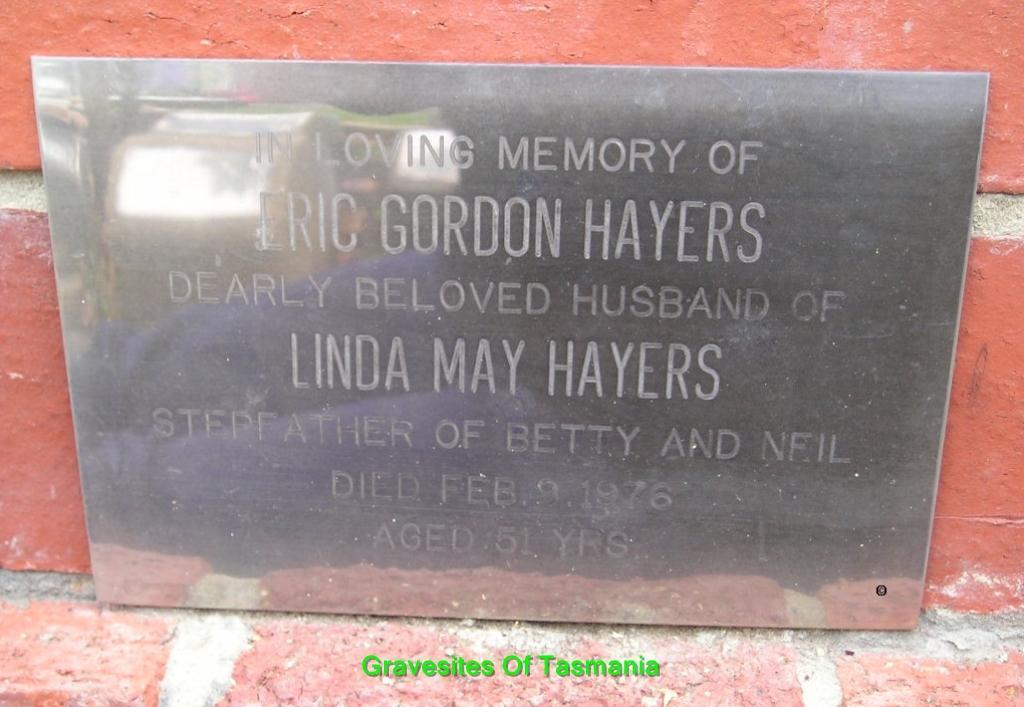 IN LOVING MEMORY OF
ERIC GORDON HAYERS
DEARLY BELOVED HUSBAND OF
LINDA MAY HAYERS
STEPFATHER OF BETTY AND NEIL
DIED FEB. 9 1976
AGED 51 YRS
©
Gravesites Of Tasmania